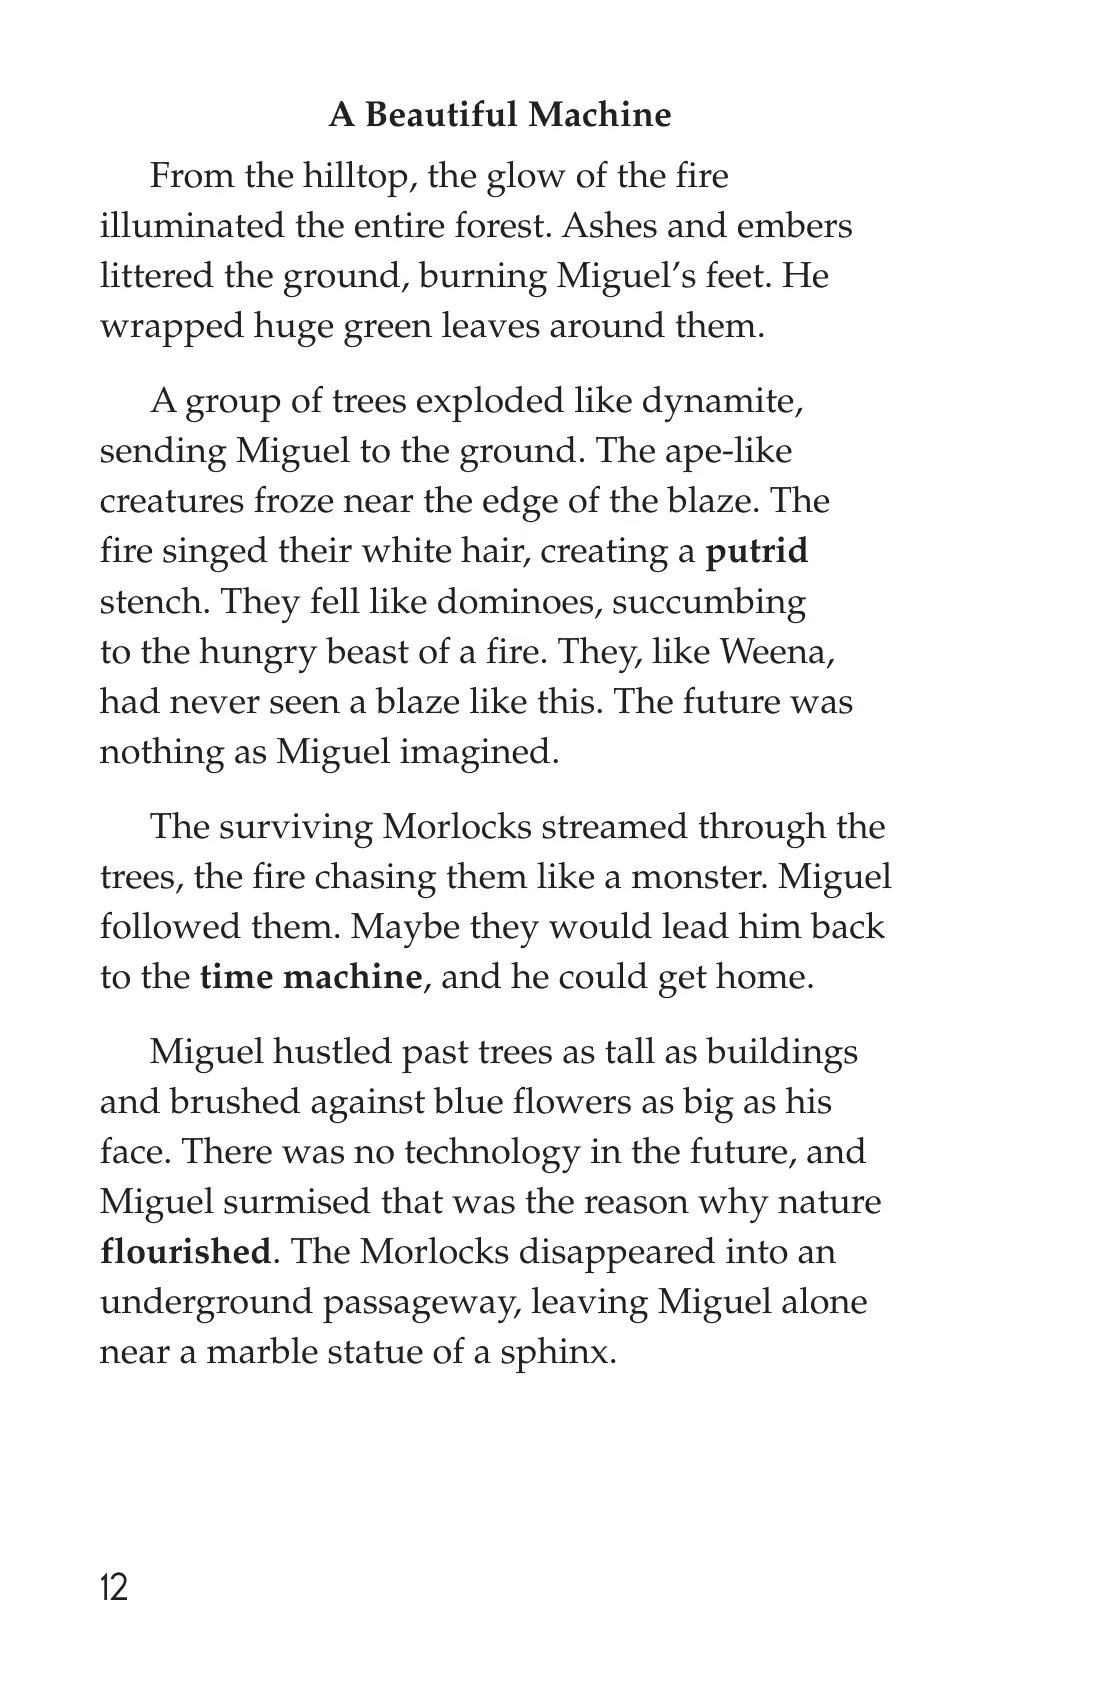 A Beautiful Machine
From the hilltop, the glow of the fire
illuminated the entire forest. Ashes and embers
littered the ground, burning Miguel’s feet. He
wrapped huge green leaves around them.
A group of trees exploded like dynamite,
sending Miguel to the ground. The ape-like
creatures froze near the edge of the blaze. The
fire singed their white hair, creating a putrid
stench. They fell like dominoes, succumbing
to the hungry beast of a fire. They, like Weena,
had never seen a blaze like this. The future was
nothing as Miguel imagined.
The surviving Morlocks streamed through the
trees, the fire chasing them like a monster. Miguel
followed them. Maybe they would lead him back
to the time machine, and he could get home.
Miguel hustled past trees as tall as buildings
and brushed against blue flowers as big as his
face. There was no technology in the future, and
Miguel surmised that was the reason why nature
flourished. The Morlocks disappeared into an
underground passageway, leaving Miguel alone
near a marble statue of a sphinx.
12